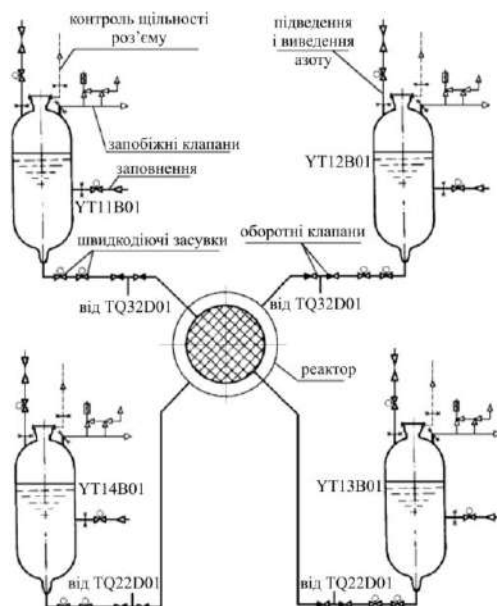 контроль щільності
роз’єму
підведення
і виведення
азоту
запобіжні клапани
заповнення
YT11B01
YT12B01
швидкодіючі засувки
оборотні клапани
від TQ32D01
від TQ32D01
реактор
YT14B01
YT13B01
від TQ22D01
від TQ22D01